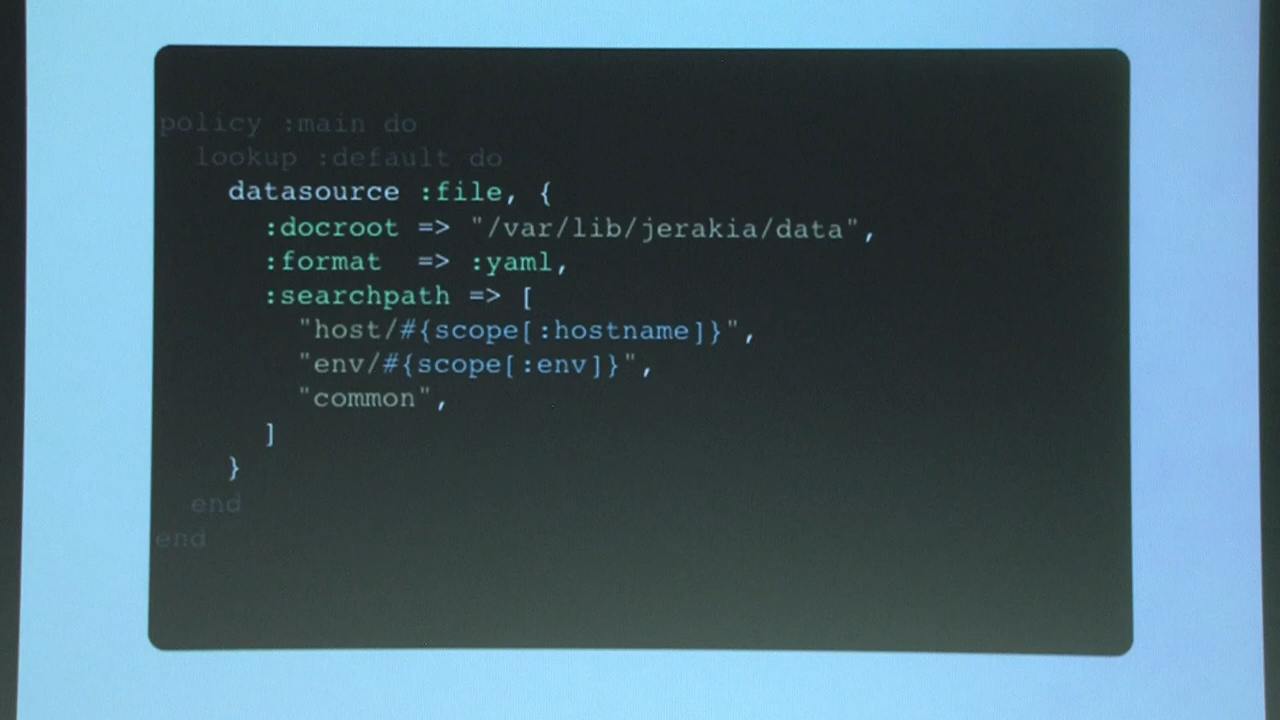 policy :main do
  lookup :default do
    datasource :file, {
      :docroot => "/var/lib/jerakia/data",
      :format  => :yaml,
      :searchpath => [
        "host/#{scope[:hostname]}",
        "env/#{scope[:env]}",
        "common",
      ]
    }
  end
end